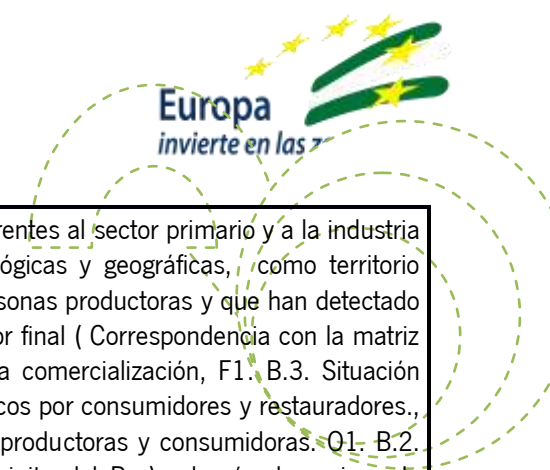 Europa
invierte en las
rentes al sector primario y a la industria
ógicas y geográficas, como territorio
sonas productoras y que han detectado
or final ( Correspondencia con la matriz
a comercialización, F1. B.3. Situación
cos por consumidores y restauradores.,
productoras y consumidoras. O1. B.2.